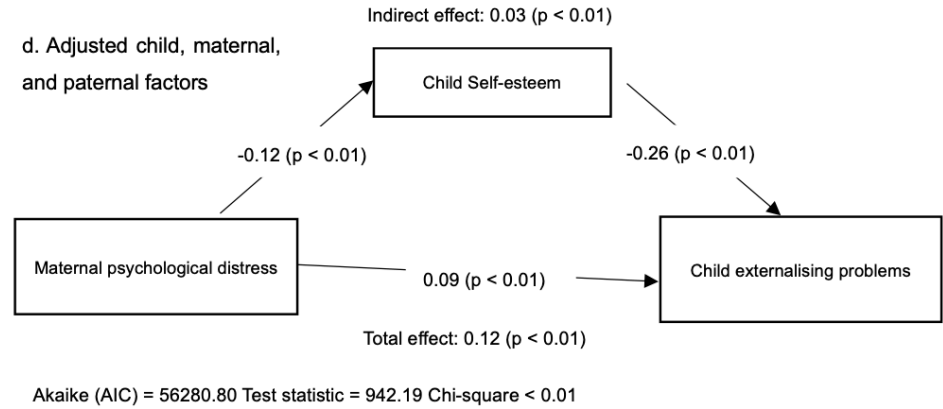 Indirect effect: 0.03 (p < 0.01)
d. Adjusted child, maternal,
and paternal factors
Child Self-esteem
-0.12 (p < 0.01)
-0.26 (p < 0.01)
Maternal psychological distress
0.09 (p < 0.01)
Child externalising problems
Total effect: 0.12 (p < 0.01)
Akaike (AIC) = 56280.80 Test statistic = 942.19 Chi-square < 0.01